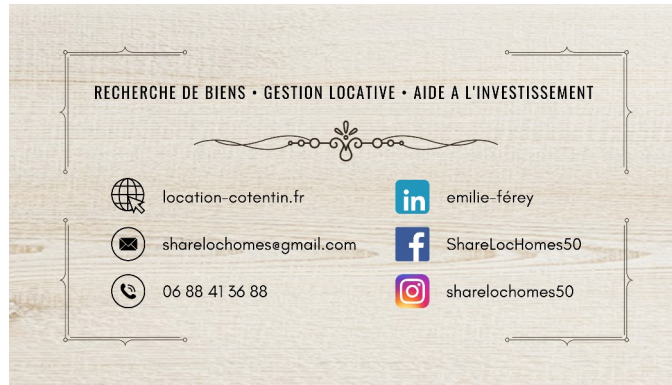 RECHERCHE DE BIENS • GESTION LOCATIVE • AIDE A L'INVESTISSEMENT
location-cotentin.fr
sharelochomes@gmail.com
06 88 41 36 88
in emilie-férey
f ShareLocHomes50
sharelochomes50